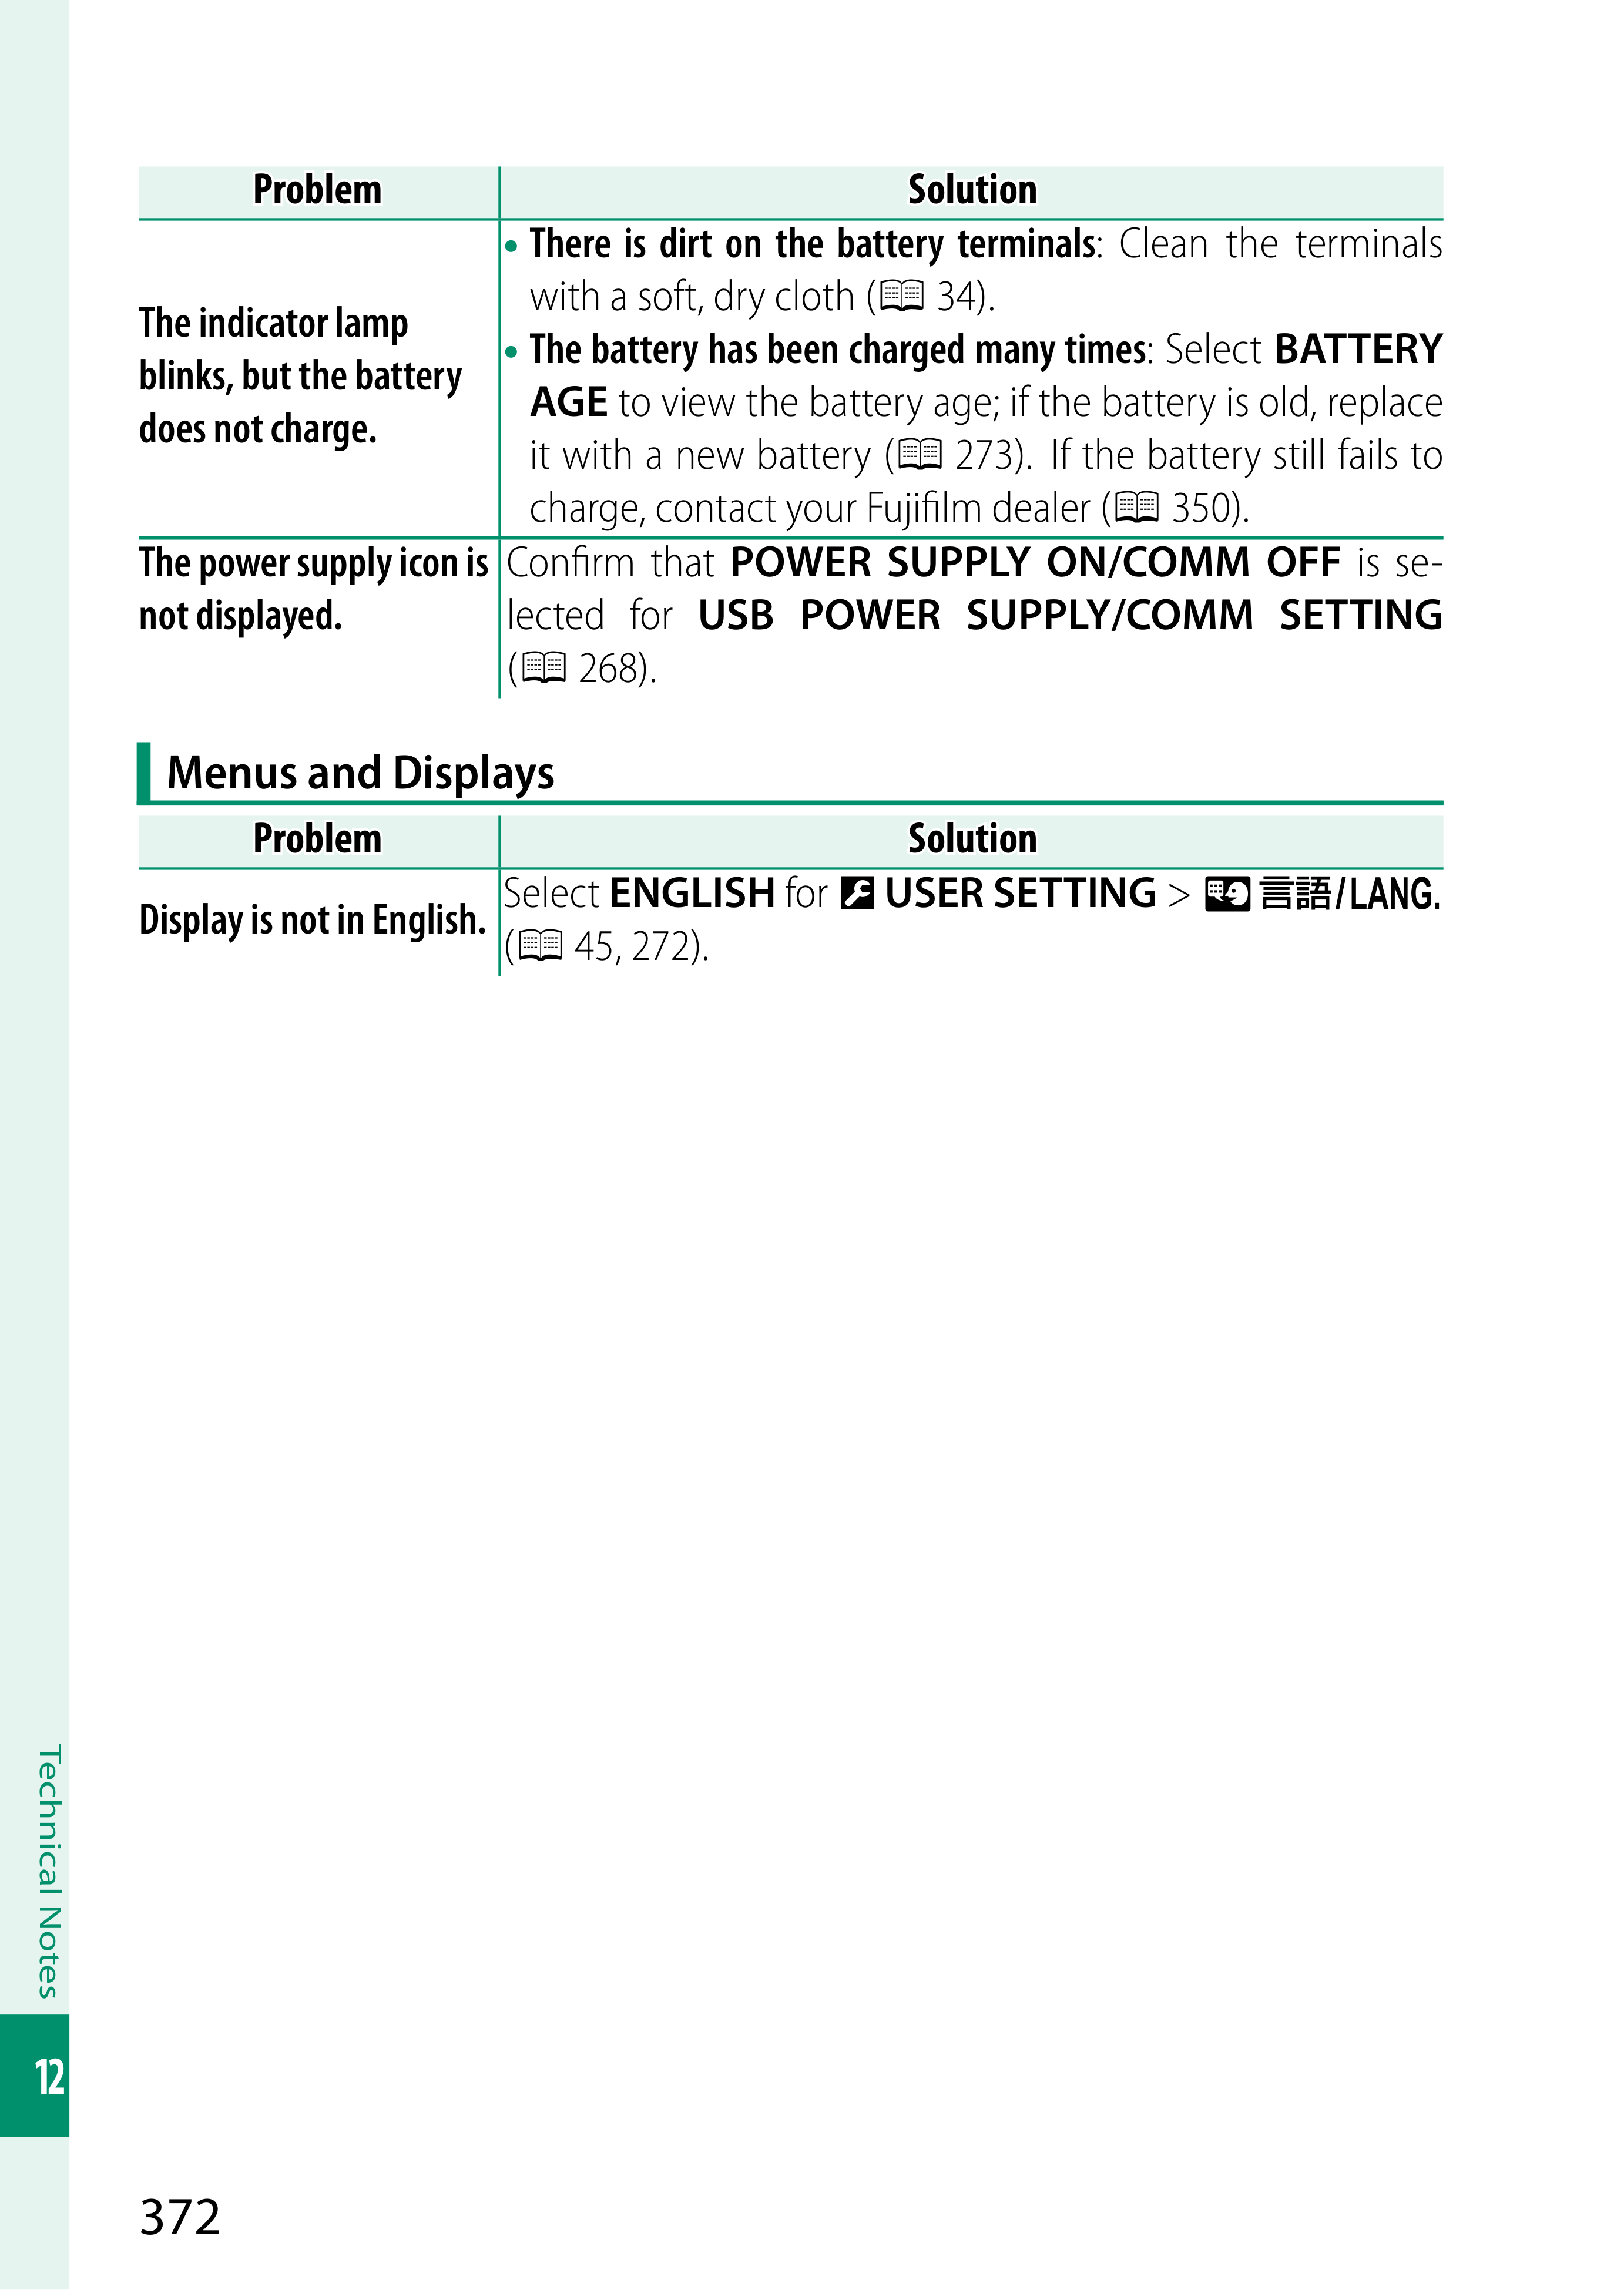 Problem Solution
The indicator lamp
blinks, but the battery
does not charge.
• There is dirt on the battery terminals: Clean the terminals
with a soft, dry cloth (34).
• The battery has been charged many times: Select BATTERY
AGE to view the battery age; if the battery is old, replace
it with a new battery (273). If the battery still fails to
charge, contact your Fujifilm dealer (350).
The power supply icon is
not displayed.
Confirm that POWER SUPPLY ON/COMM OFF is se-
lected for USB POWER SUPPLY/COMM SETTING
(268).
Menus and Displays
Problem Solution
Display is not in English.
Select ENGLISH for USER SETTING > 言語/LANG.
(45, 272).
Technical Notes
12
372